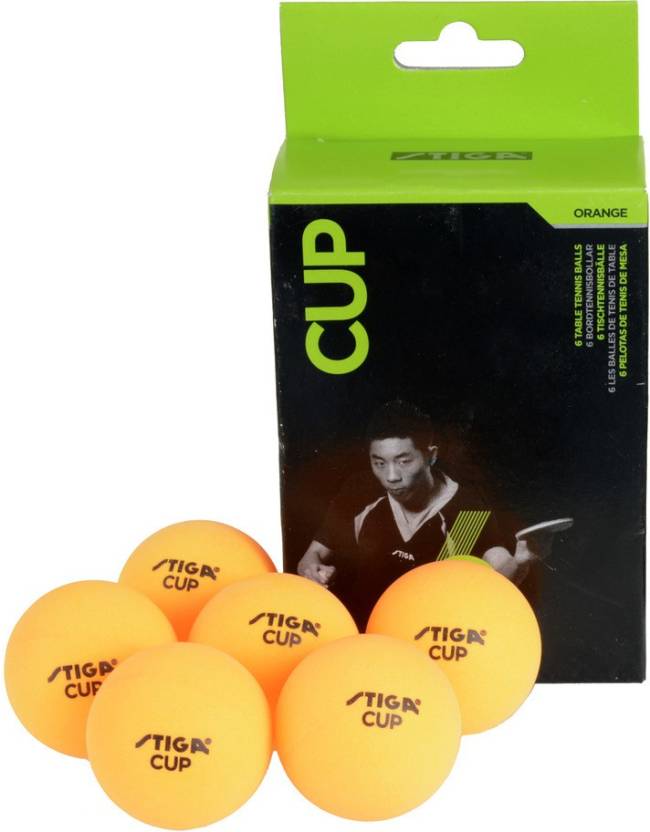 STIGA
ORANGE
CUP
6 TABLE TENNIS BALLS
6 BORDTENNISBOLLAR
6 TISCHTENNISBÄLLE
6 LES BALLES DE TENIS DE TABLE
6 PELOTAS DE TENIS DE MESA
STIGA
STIGA®
CUP
STIGA®
CUP
STIGA®
CUP
STIGA®
CUP
STIGA®
CUP
STIGA®
CUP